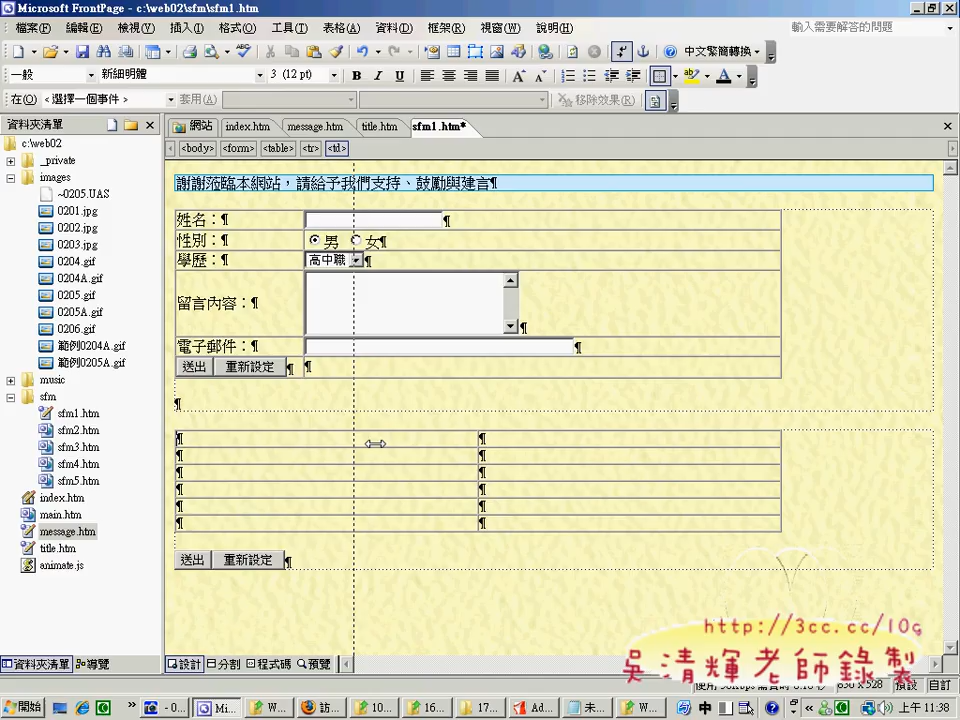 Microsoft FrontPage - c:\web02\sfm\sfm1.htm
檔案(F) 編輯(E) 檢視(V) 插入(I) 格式(O) 工具(T) 表格(A) 資料(D) 框架(R) 視窗(W) 說明(H) 輸入需要解答的問題
中文繁簡轉換
一般 新細明體 3 (12 pt) B I U A A A
在(O) <選擇一個事件> 套用(A) 移除效果(R)
資料夾清單 網站 index.htm message.htm title.htm sfm1.htm*
c:\web02 <body> <form> <table> <tr> <td>
_private
images
~0205.UAS
0201.jpg
0202.jpg
0203.jpg
0204.gif
0204A.gif
0205.gif
0205A.gif
0206.gif
範例0204A.gif
範例0205A.gif
music
sfm
sfm1.htm
sfm2.htm
sfm3.htm
sfm4.htm
sfm5.htm
index.htm
main.htm
message.htm
title.htm
animate.js
謝謝蒞臨本網站，請給予我們支持、鼓勵與建言¶
姓名：¶ ¶
性別：¶ 男 女¶
學歷：¶ 高中職 ¶
留言內容：¶ ¶
電子郵件：¶ ¶
送出 重新設定 ¶ ¶
¶
¶ ¶
¶ ¶
¶ ¶
¶ ¶
¶ ¶
¶ ¶
送出 重新設定 ¶
http://3cc.cc/10g
吳清輝老師錄製
資料夾清單 導覽 設計 分割 程式碼 預覽
預設 自訂
開始 - 0... Mi... W... 訪... 10... 16... 17... Ad... 未... W... 中 上午 11:38